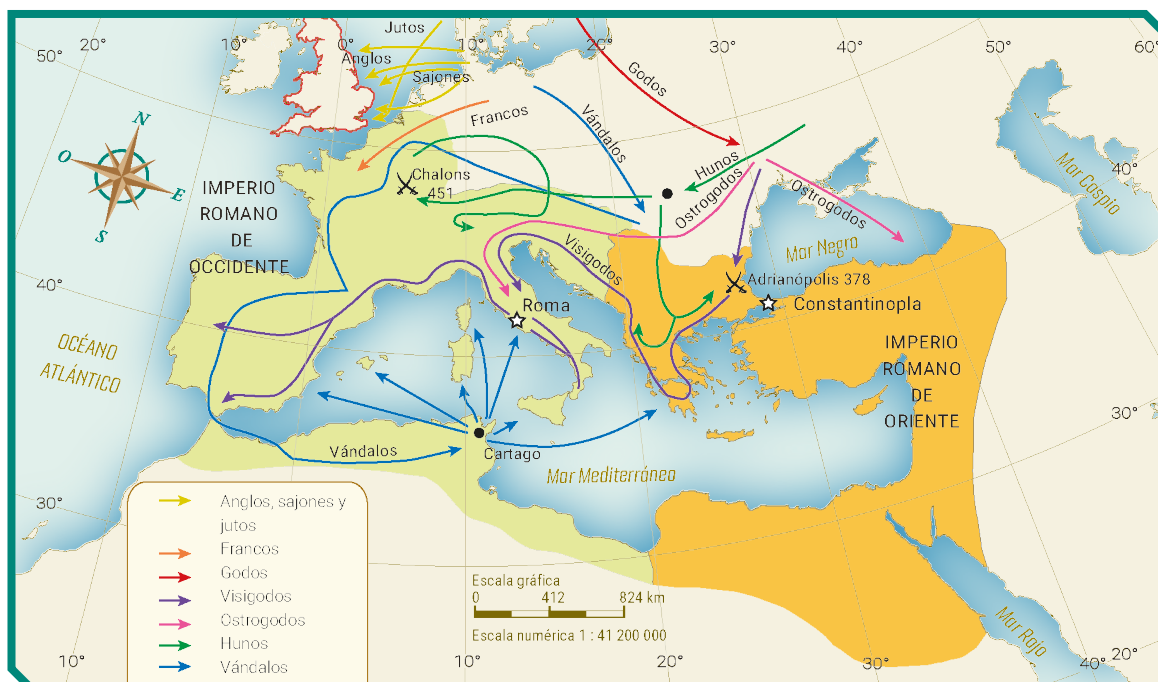 Jutos
50°
20°
10°
0°
10°
20°
30°
40°
50°
60°
Anglos
Sajones
Godos
Francos
Vándalos
N
O
E
S
Hunos
Chalons
451
Ostrogodos
Ostrogodos
40°
Mar Caspio
IMPERIO
ROMANO
DE
OCCIDENTE
Visigodos
Mar Negro
40°
Adrianópolis 378
Roma
Constantinopla
OCÉANO
ATLÁNTICO
IMPERIO
ROMANO
DE
ORIENTE
30°
Vándalos
Cartago
Mar Mediterráneo
30°
Anglos, sajones y
jutos
Francos
Godos
Visigodos
Ostrogodos
Hunos
Vándalos
Escala gráfica
0 412 824 km
Escala numérica 1 : 41 200 000
Mar Rojo
10°
10°
20°
30°
40°
20°